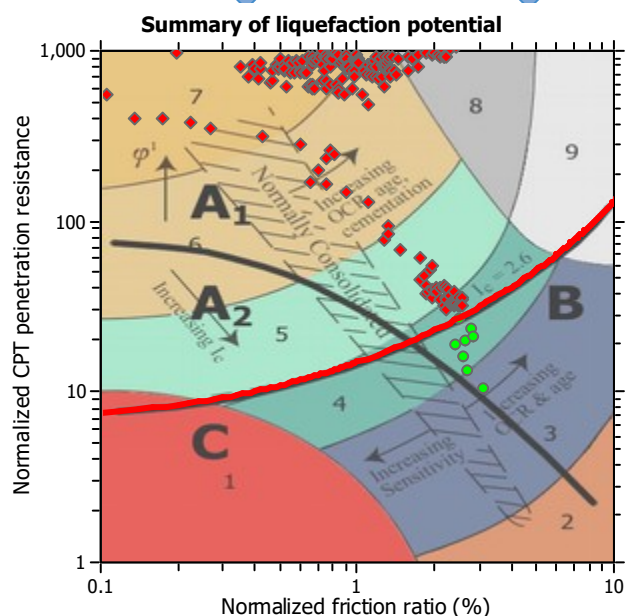 Summary of liquefaction potential
Normalized CPT penetration resistance
1,000
100
10
1
0.1
1
10
Normalized friction ratio (%)
7
8
9
φ'
A1
6
A2
5
4
C
1
B
3
2
Normally Consolidated
Increasing
OCR, age,
cementation
Increasing Ic
Ic = 2.6
Increasing
OCR & age
Increasing
Sensitivity